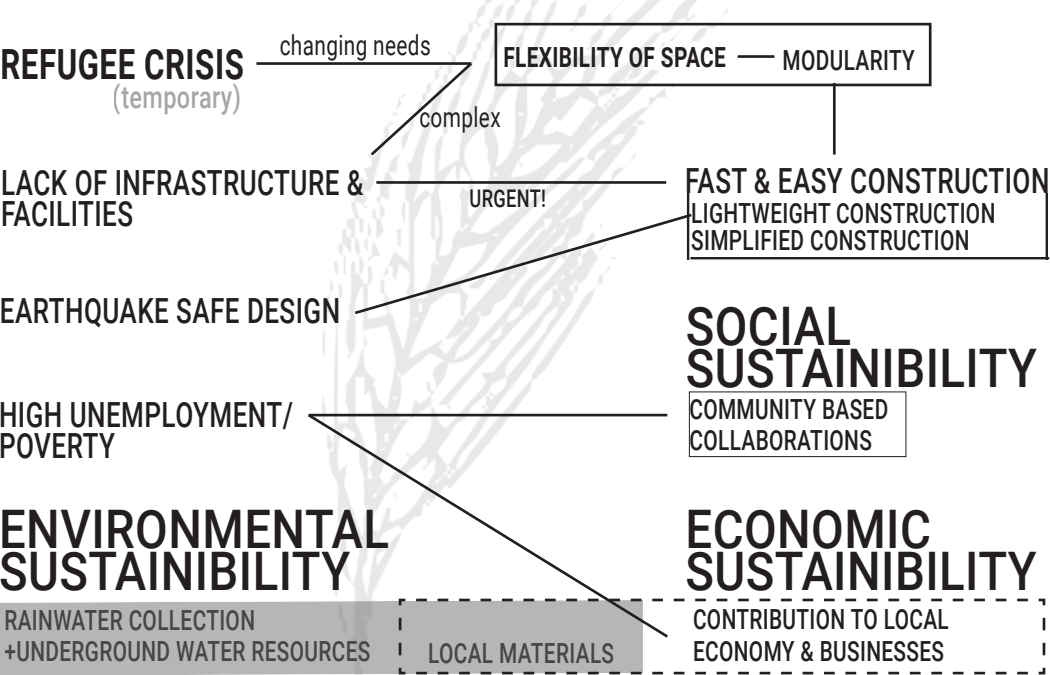 REFUGEE CRISIS
(temporary)
changing needs
FLEXIBILITY OF SPACE — MODULARITY
complex
LACK OF INFRASTRUCTURE &
FACILITIES
URGENT!
FAST & EASY CONSTRUCTION
LIGHTWEIGHT CONSTRUCTION
SIMPLIFIED CONSTRUCTION
EARTHQUAKE SAFE DESIGN
SOCIAL
SUSTAINIBILITY
HIGH UNEMPLOYMENT/
POVERTY
COMMUNITY BASED
COLLABORATIONS
ENVIRONMENTAL
SUSTAINIBILITY
ECONOMIC
SUSTAINIBILITY
RAINWATER COLLECTION
+UNDERGROUND WATER RESOURCES
LOCAL MATERIALS
CONTRIBUTION TO LOCAL
ECONOMY & BUSINESSES